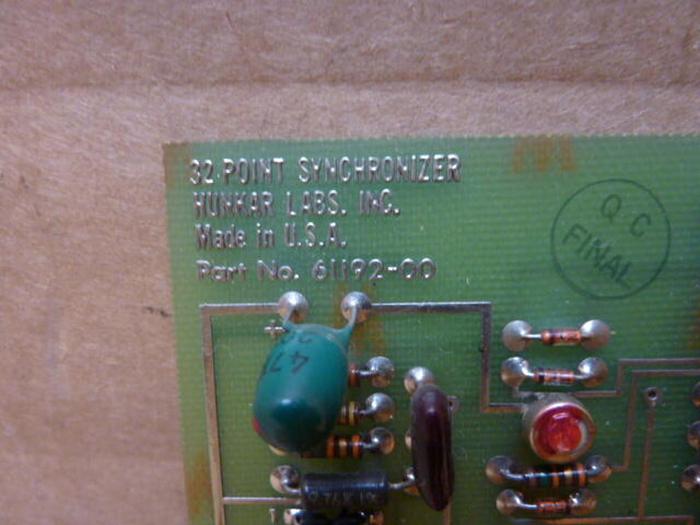 32 POINT SYNCHRONIZER
HUNKAR LABS. INC.
Made in U.S.A.
Part No. 61192-00
Q C
FINAL
+